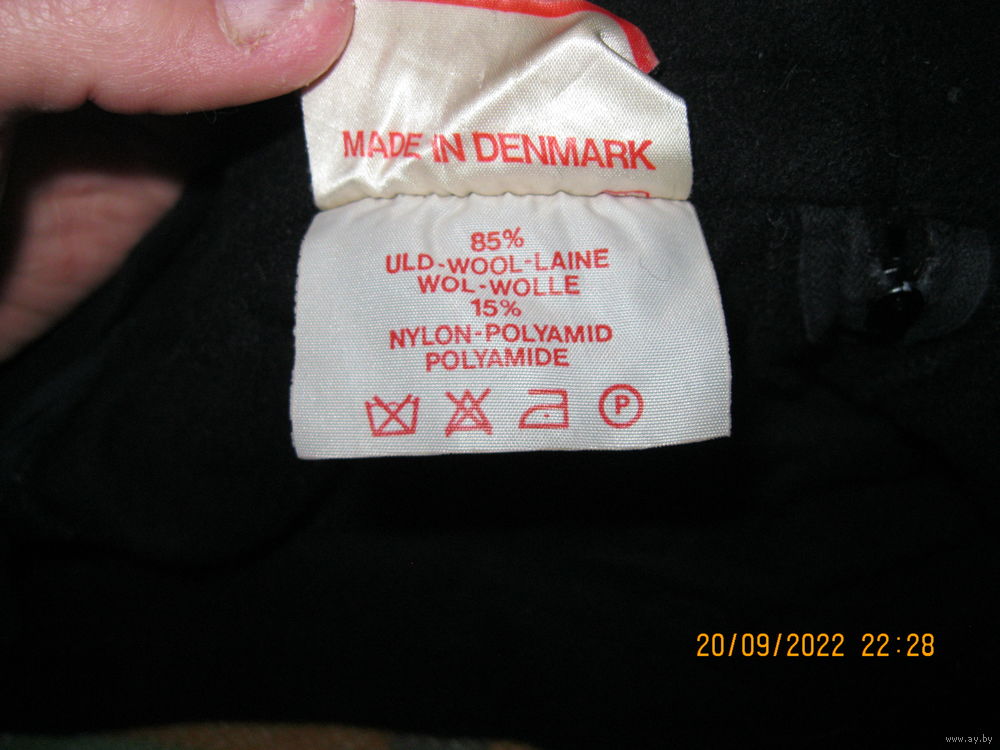 MADE IN DENMARK
85%
ULD-WOOL-LAINE
WOL-WOLLE
15%
NYLON-POLYAMID
POLYAMIDE
P
20/09/2022 22:28
www.ay.by